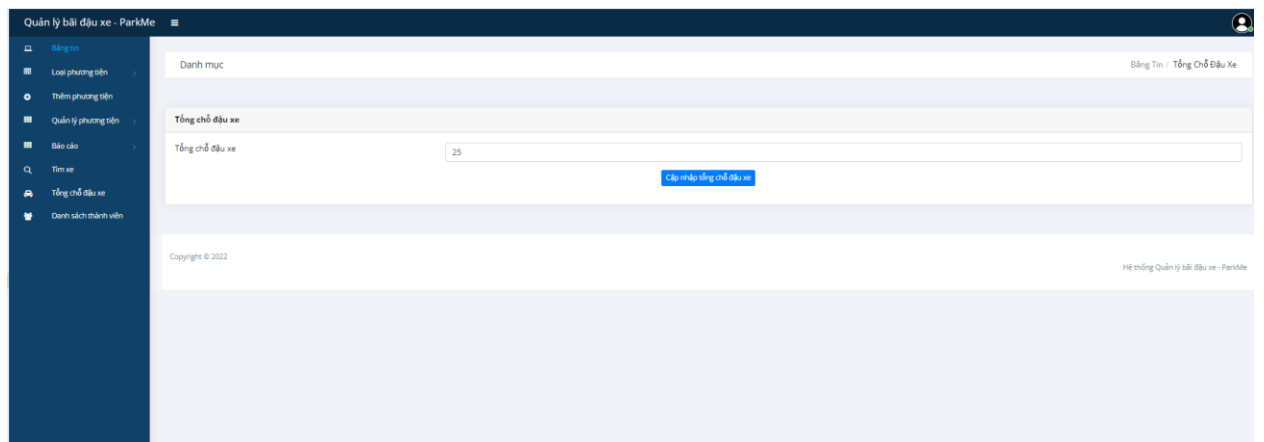 Quản lý bãi đậu xe - ParkMe
Bảng tin
Loại phương tiện
Thêm phương tiện
Quản lý phương tiện
Báo cáo
Tìm xe
Tổng chỗ đậu xe
Danh sách thành viên
Danh mục
Bảng Tin / Tổng Chỗ Đậu Xe
Tổng chỗ đậu xe
Tổng chỗ đậu xe
25
Cập nhập tổng chỗ đậu xe
Copyright © 2022
Hệ thống Quản lý bãi đậu xe - ParkMe